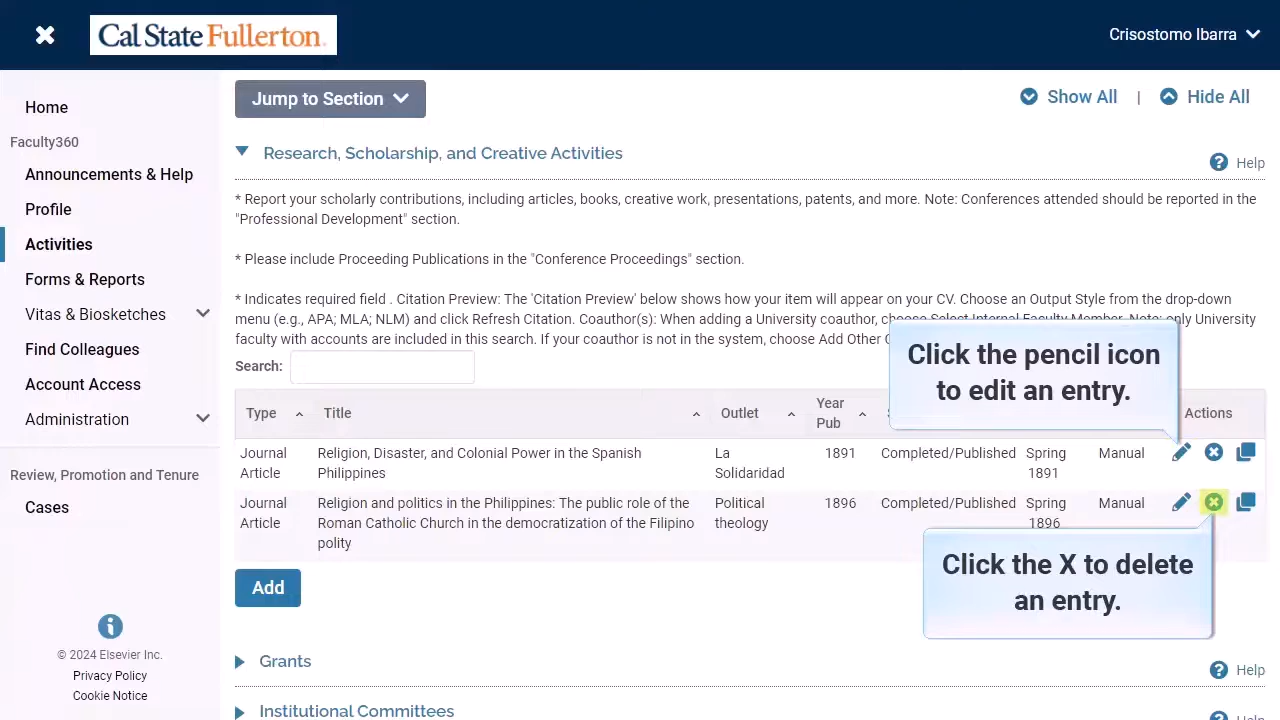 Cal State Fullerton
Crisostomo Ibarra
Home
Faculty360
Announcements & Help
Profile
Activities
Forms & Reports
Vitas & Biosketches
Find Colleagues
Account Access
Administration
Review, Promotion and Tenure
Cases
© 2024 Elsevier Inc.
Privacy Policy
Cookie Notice
Jump to Section
Show All | Hide All
Research, Scholarship, and Creative Activities
Help
* Report your scholarly contributions, including articles, books, creative work, presentations, patents, and more. Note: Conferences attended should be reported in the
"Professional Development" section.
* Please include Proceeding Publications in the "Conference Proceedings" section.
* Indicates required field . Citation Preview: The 'Citation Preview' below shows how your item will appear on your CV. Choose an Output Style from the drop-down
menu (e.g., APA; MLA; NLM) and click Refresh Citation. Coauthor(s): When adding a University coauthor, choose Select Internal Faculty Member. Note: only University
faculty with accounts are included in this search. If your coauthor is not in the system, choose Add Other
Search:
Click the pencil icon
to edit an entry.
Type Title Outlet Year Pub Actions
Journal Article Religion, Disaster, and Colonial Power in the Spanish Philippines La Solidaridad 1891 Completed/Published Spring 1891 Manual
Journal Article Religion and politics in the Philippines: The public role of the Roman Catholic Church in the democratization of the Filipino polity Political theology 1896 Completed/Published Spring 1896 Manual
Click the X to delete
an entry.
Add
Grants
Help
Institutional Committees